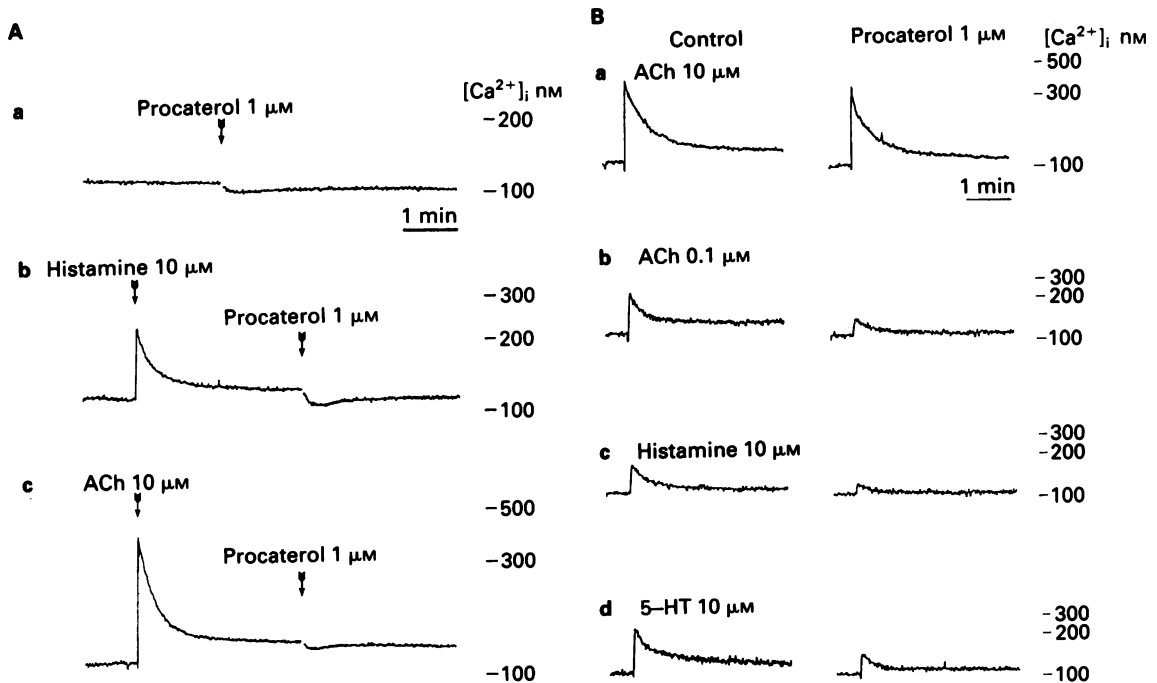 A
a
Procaterol 1 μM
[Ca²⁺]ᵢ nM
–200
–100
1 min
b Histamine 10 μM
Procaterol 1 μM
–300
–200
–100
c ACh 10 μM
Procaterol 1 μM
–500
–300
–100
B
Control Procaterol 1 μM [Ca²⁺]ᵢ nM
a ACh 10 μM
–500
–300
–100
1 min
b ACh 0.1 μM
–300
–200
–100
c Histamine 10 μM
–300
–200
–100
d 5–HT 10 μM
–300
–200
–100